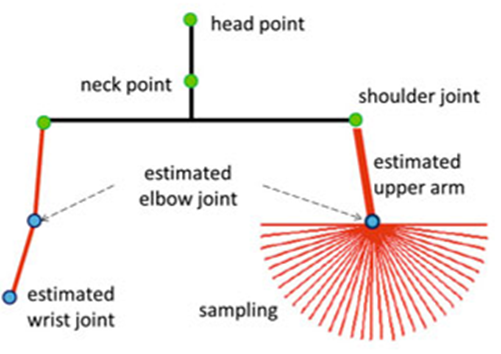 head point
neck point
shoulder joint
estimated
elbow joint
estimated
upper arm
estimated
wrist joint
sampling